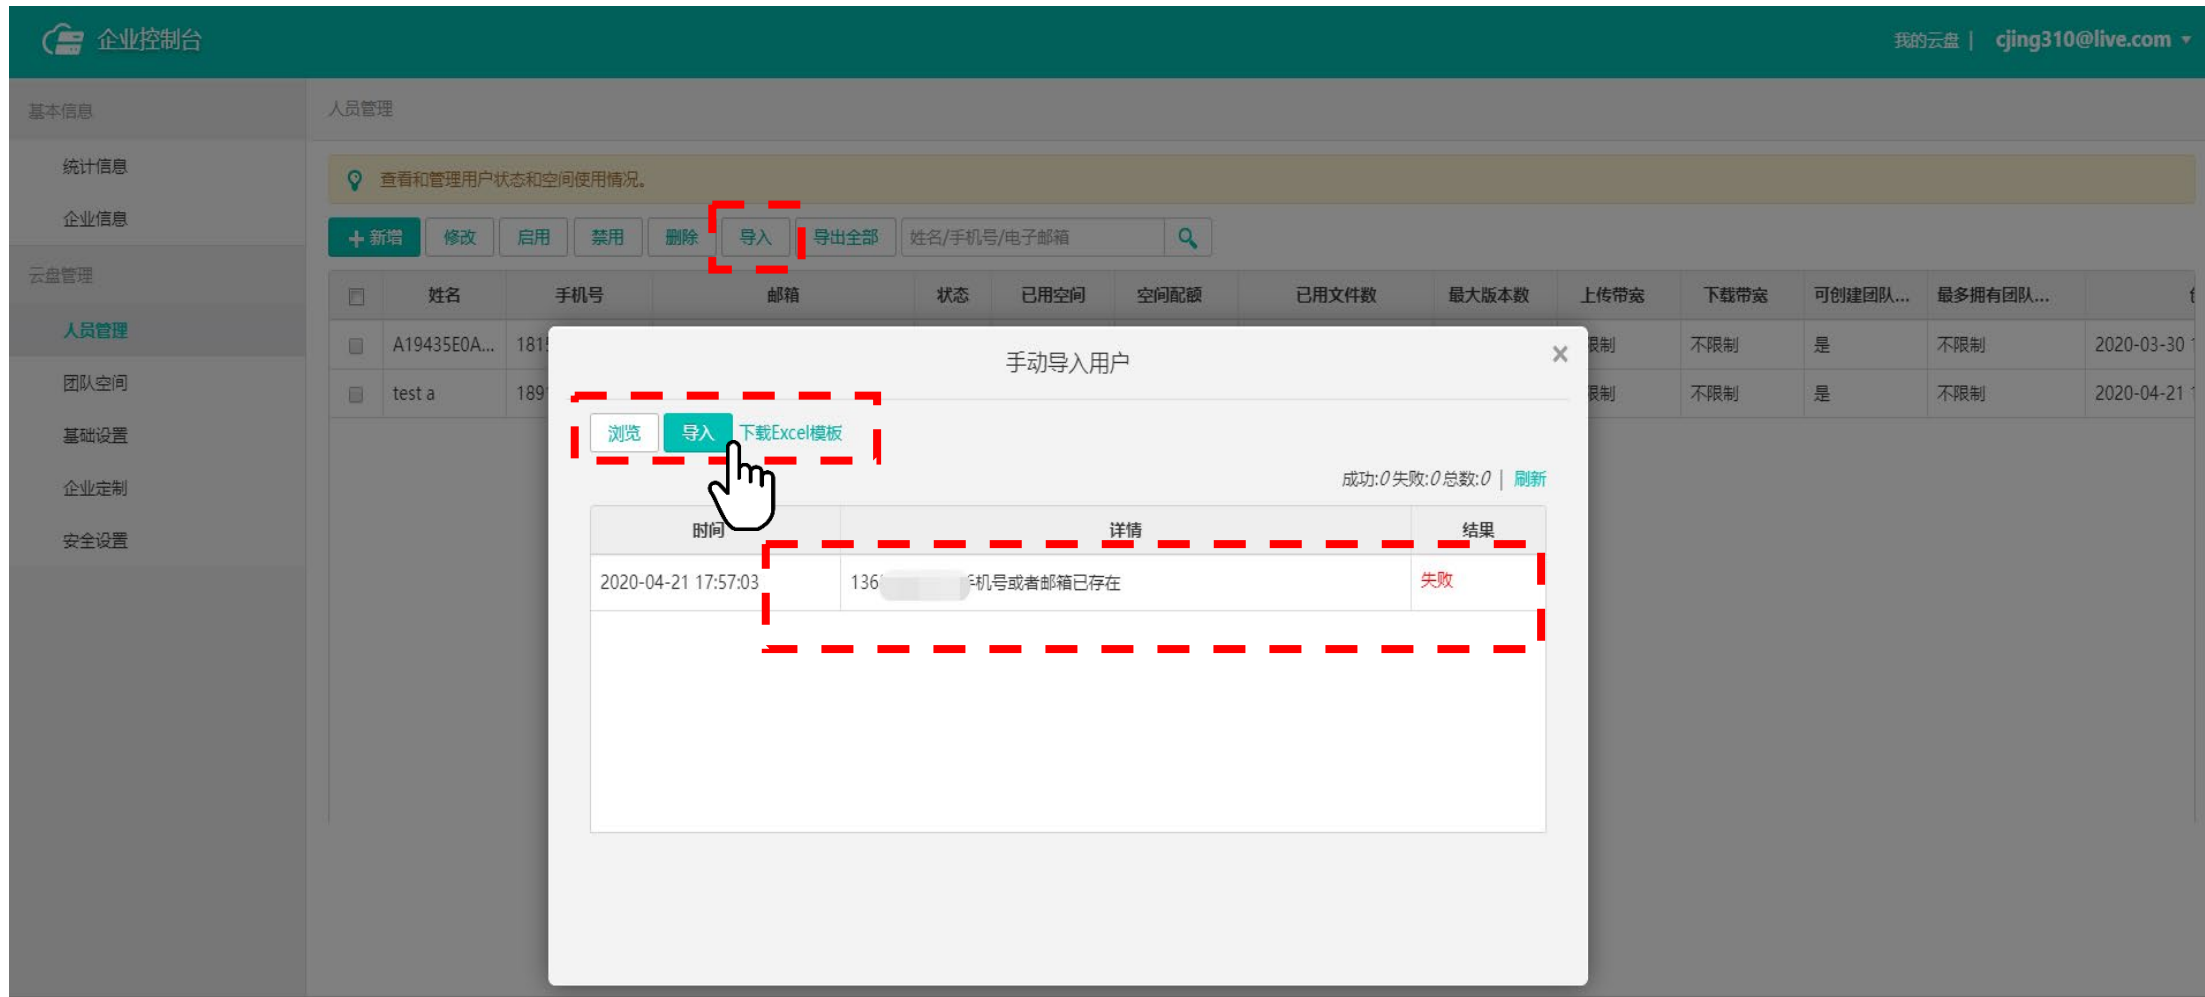 企业控制台
我的云盘 | cjing310@live.com
基本信息
统计信息
企业信息
云盘管理
人员管理
团队空间
基础设置
企业定制
安全设置
人员管理
查看和管理用户状态和空间使用情况。
新增 修改 启用 禁用 删除 导入 导出全部 姓名/手机号/电子邮箱
姓名 手机号 邮箱 状态 已用空间 空间配额 已用文件数 最大版本数 上传带宽 下载带宽 可创建团队... 最多拥有团队...
A19435E0A... 181 限制 不限制 是 不限制 2020-03-30
test a 189 限制 不限制 是 不限制 2020-04-21
手动导入用户
浏览 导入 下载Excel模板
成功:0失败:0总数:0 | 刷新
时间 详情 结果
2020-04-21 17:57:03 136 手机号或者邮箱已存在 失败